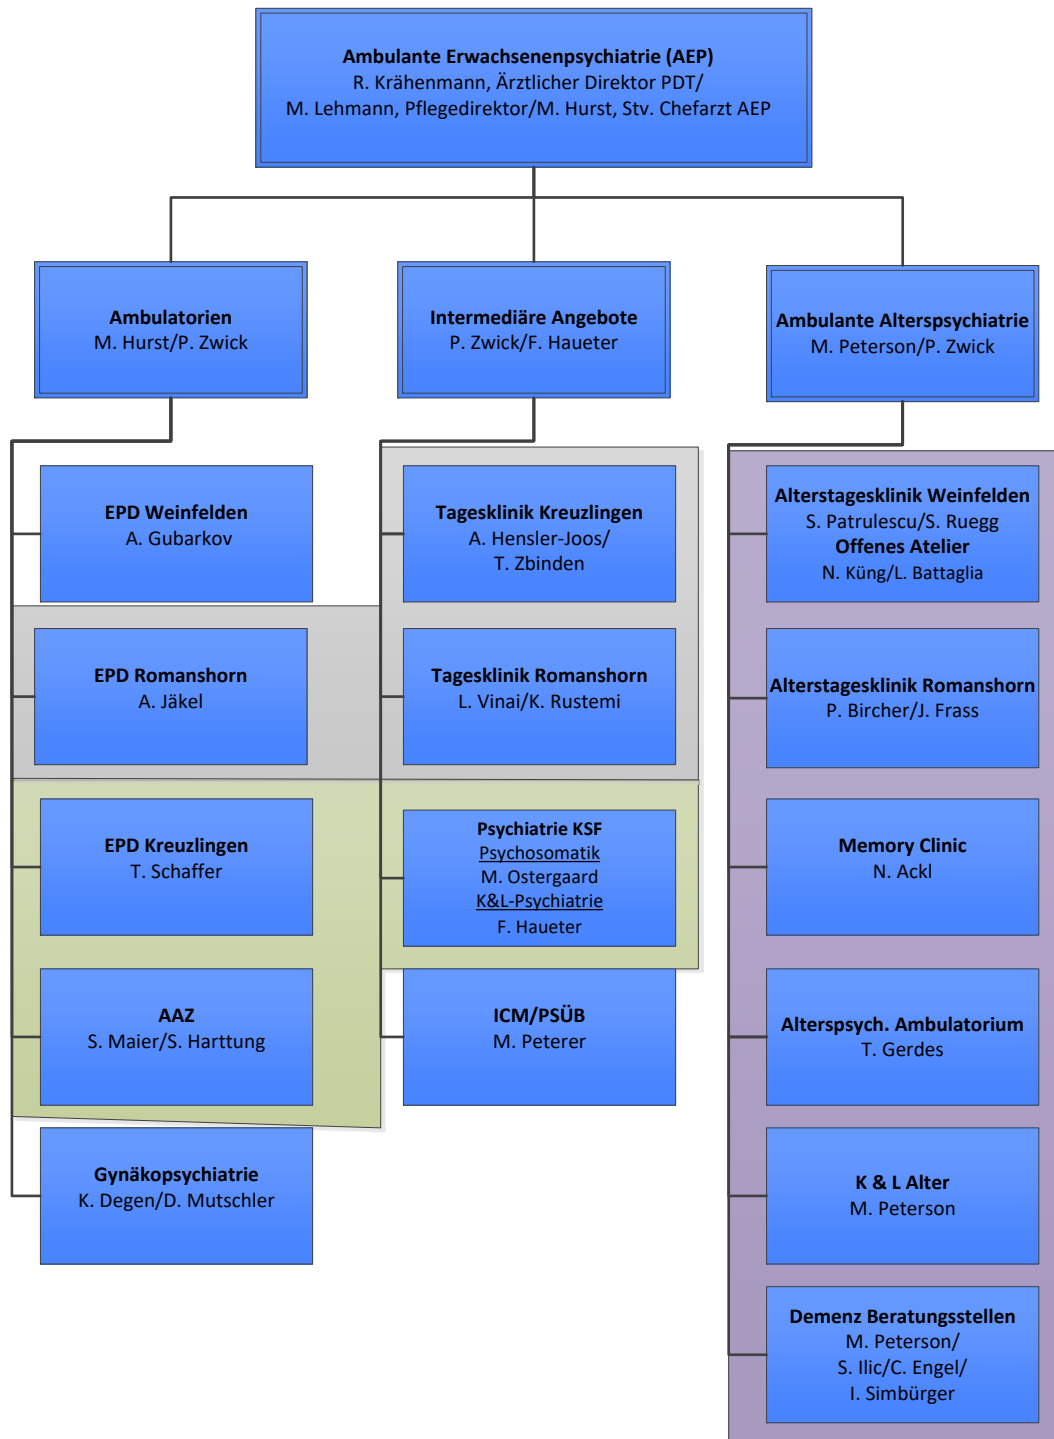 Ambulante Erwachsenenpsychiatrie (AEP)
R. Krähenmann, Ärztlicher Direktor PDT/
M. Lehmann, Pflegedirektor/M. Hurst, Stv. Chefarzt AEP
Ambulatorien
M. Hurst/P. Zwick
Intermediäre Angebote
P. Zwick/F. Haueter
Ambulante Alterspsychiatrie
M. Peterson/P. Zwick
EPD Weinfelden
A. Gubarkov
EPD Romanshorn
A. Jäkel
EPD Kreuzlingen
T. Schaffer
AAZ
S. Maier/S. Harttung
Gynäkopsychiatrie
K. Degen/D. Mutschler
Tagesklinik Kreuzlingen
A. Hensler-Joos/
T. Zbinden
Tagesklinik Romanshorn
L. Vinai/K. Rustemi
Psychiatrie KSF
Psychosomatik
M. Ostergaard
K&L-Psychiatrie
F. Haueter
ICM/PSÜB
M. Peterer
Alterstagesklinik Weinfelden
S. Patrulescu/S. Ruegg
Offenes Atelier
N. Küng/L. Battaglia
Alterstagesklinik Romanshorn
P. Bircher/J. Frass
Memory Clinic
N. Ackl
Alterspsych. Ambulatorium
T. Gerdes
K & L Alter
M. Peterson
Demenz Beratungsstellen
M. Peterson/
S. Ilic/C. Engel/
I. Simbürger